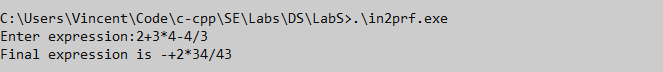 C:\Users\Vincent\Code\c-cpp\SE\Labs\DS\LabS>.\in2prf.exe
Enter expression:2+3*4-4/3
Final expression is -+2*34/43